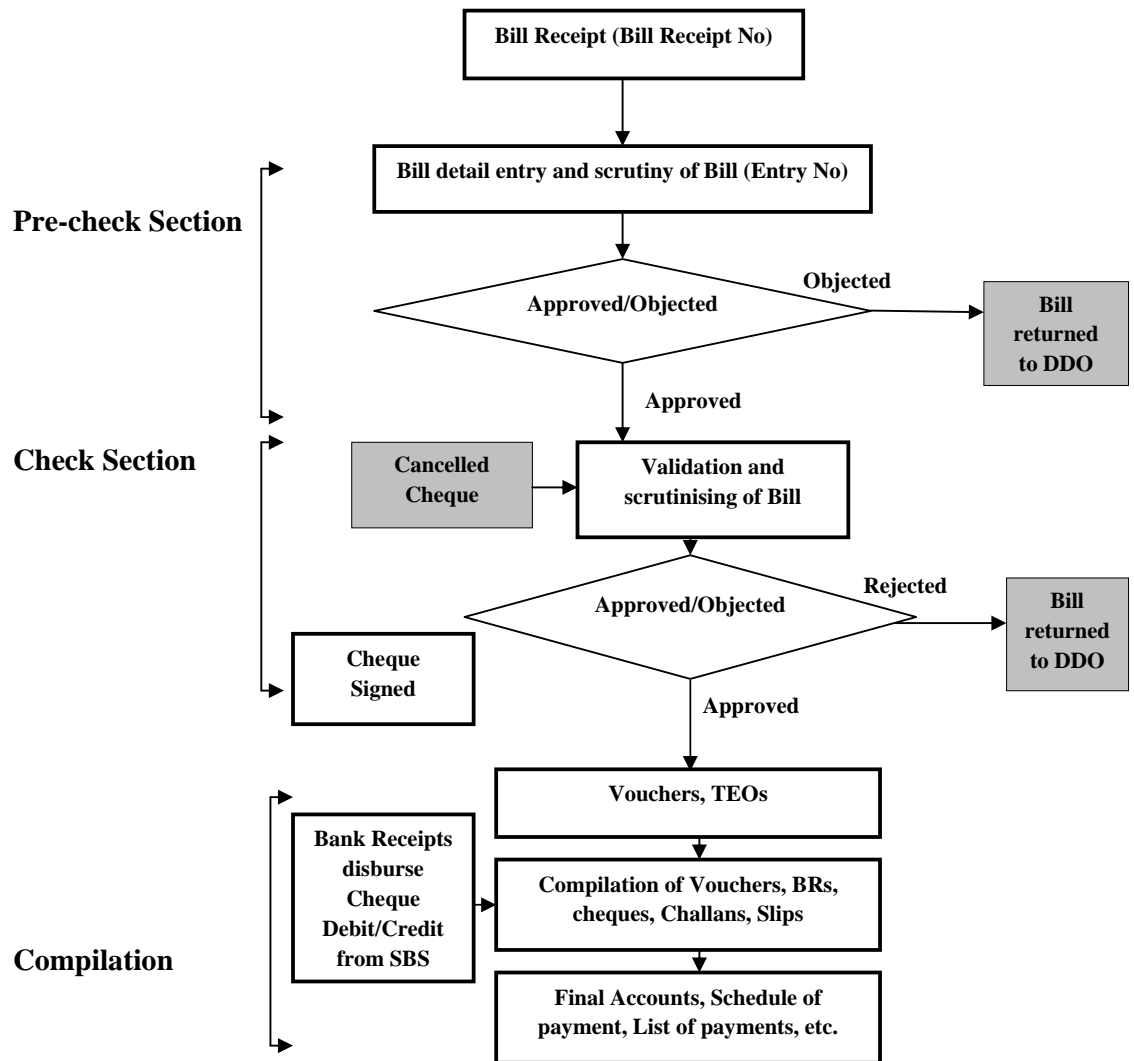 Bill Receipt (Bill Receipt No)
Bill detail entry and scrutiny of Bill (Entry No)
Pre-check Section
Objected
Approved/Objected
Bill
returned
to DDO
Approved
Check Section
Cancelled
Cheque
Validation and
scrutinising of Bill
Rejected
Approved/Objected
Bill
returned
to DDO
Cheque
Signed
Approved
Vouchers, TEOs
Bank Receipts
disburse
Cheque
Debit/Credit
from SBS
Compilation of Vouchers, BRs,
cheques, Challans, Slips
Compilation
Final Accounts, Schedule of
payment, List of payments, etc.